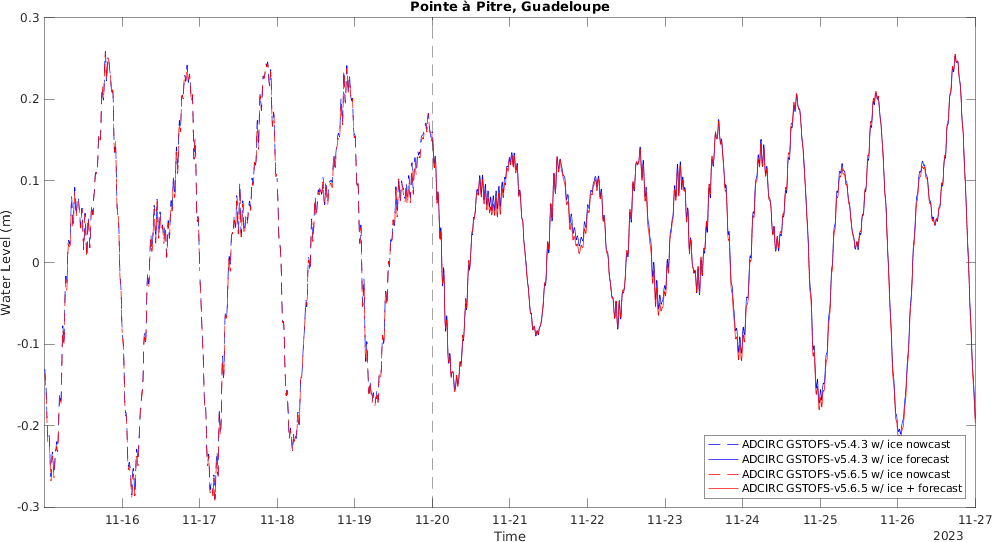 Pointe à Pitre, Guadeloupe
0.3
0.2
0.1
0
-0.1
-0.2
-0.3
Water Level (m)
ADCIRC GSTOFS-v5.4.3 w/ ice nowcast
ADCIRC GSTOFS-v5.4.3 w/ ice forecast
ADCIRC GSTOFS-v5.6.5 w/ ice nowcast
ADCIRC GSTOFS-v5.6.5 w/ ice + forecast
11-16
11-17
11-18
11-19
11-20
11-21
11-22
11-23
11-24
11-25
11-26
11-27
Time
2023